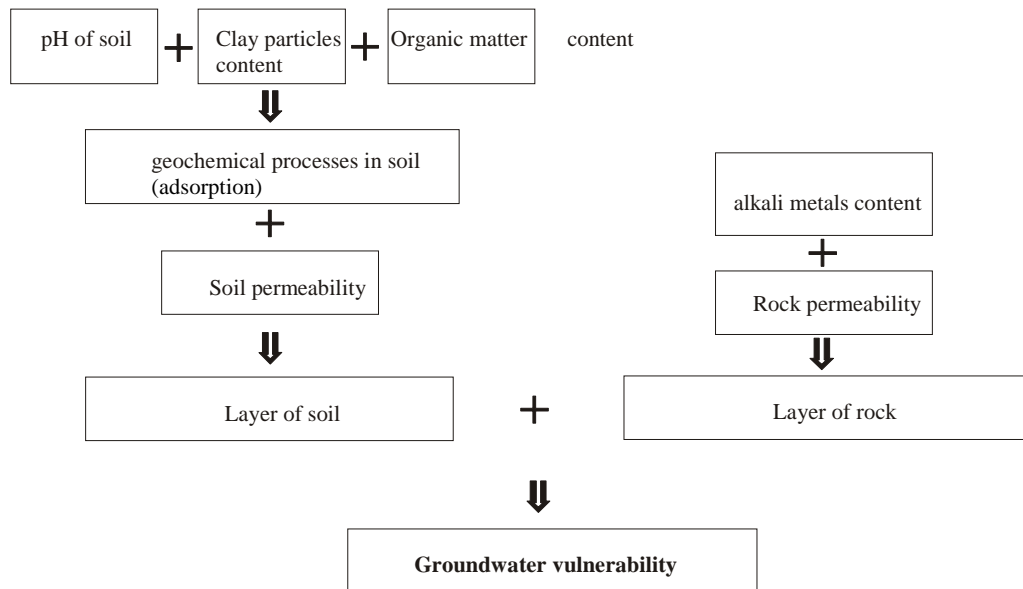 pH of soil
+
Clay particles
content
+
Organic matter content
geochemical processes in soil
(adsorption)
+
Soil permeability
alkali metals content
+
Rock permeability
Layer of soil
+
Layer of rock
Groundwater vulnerability